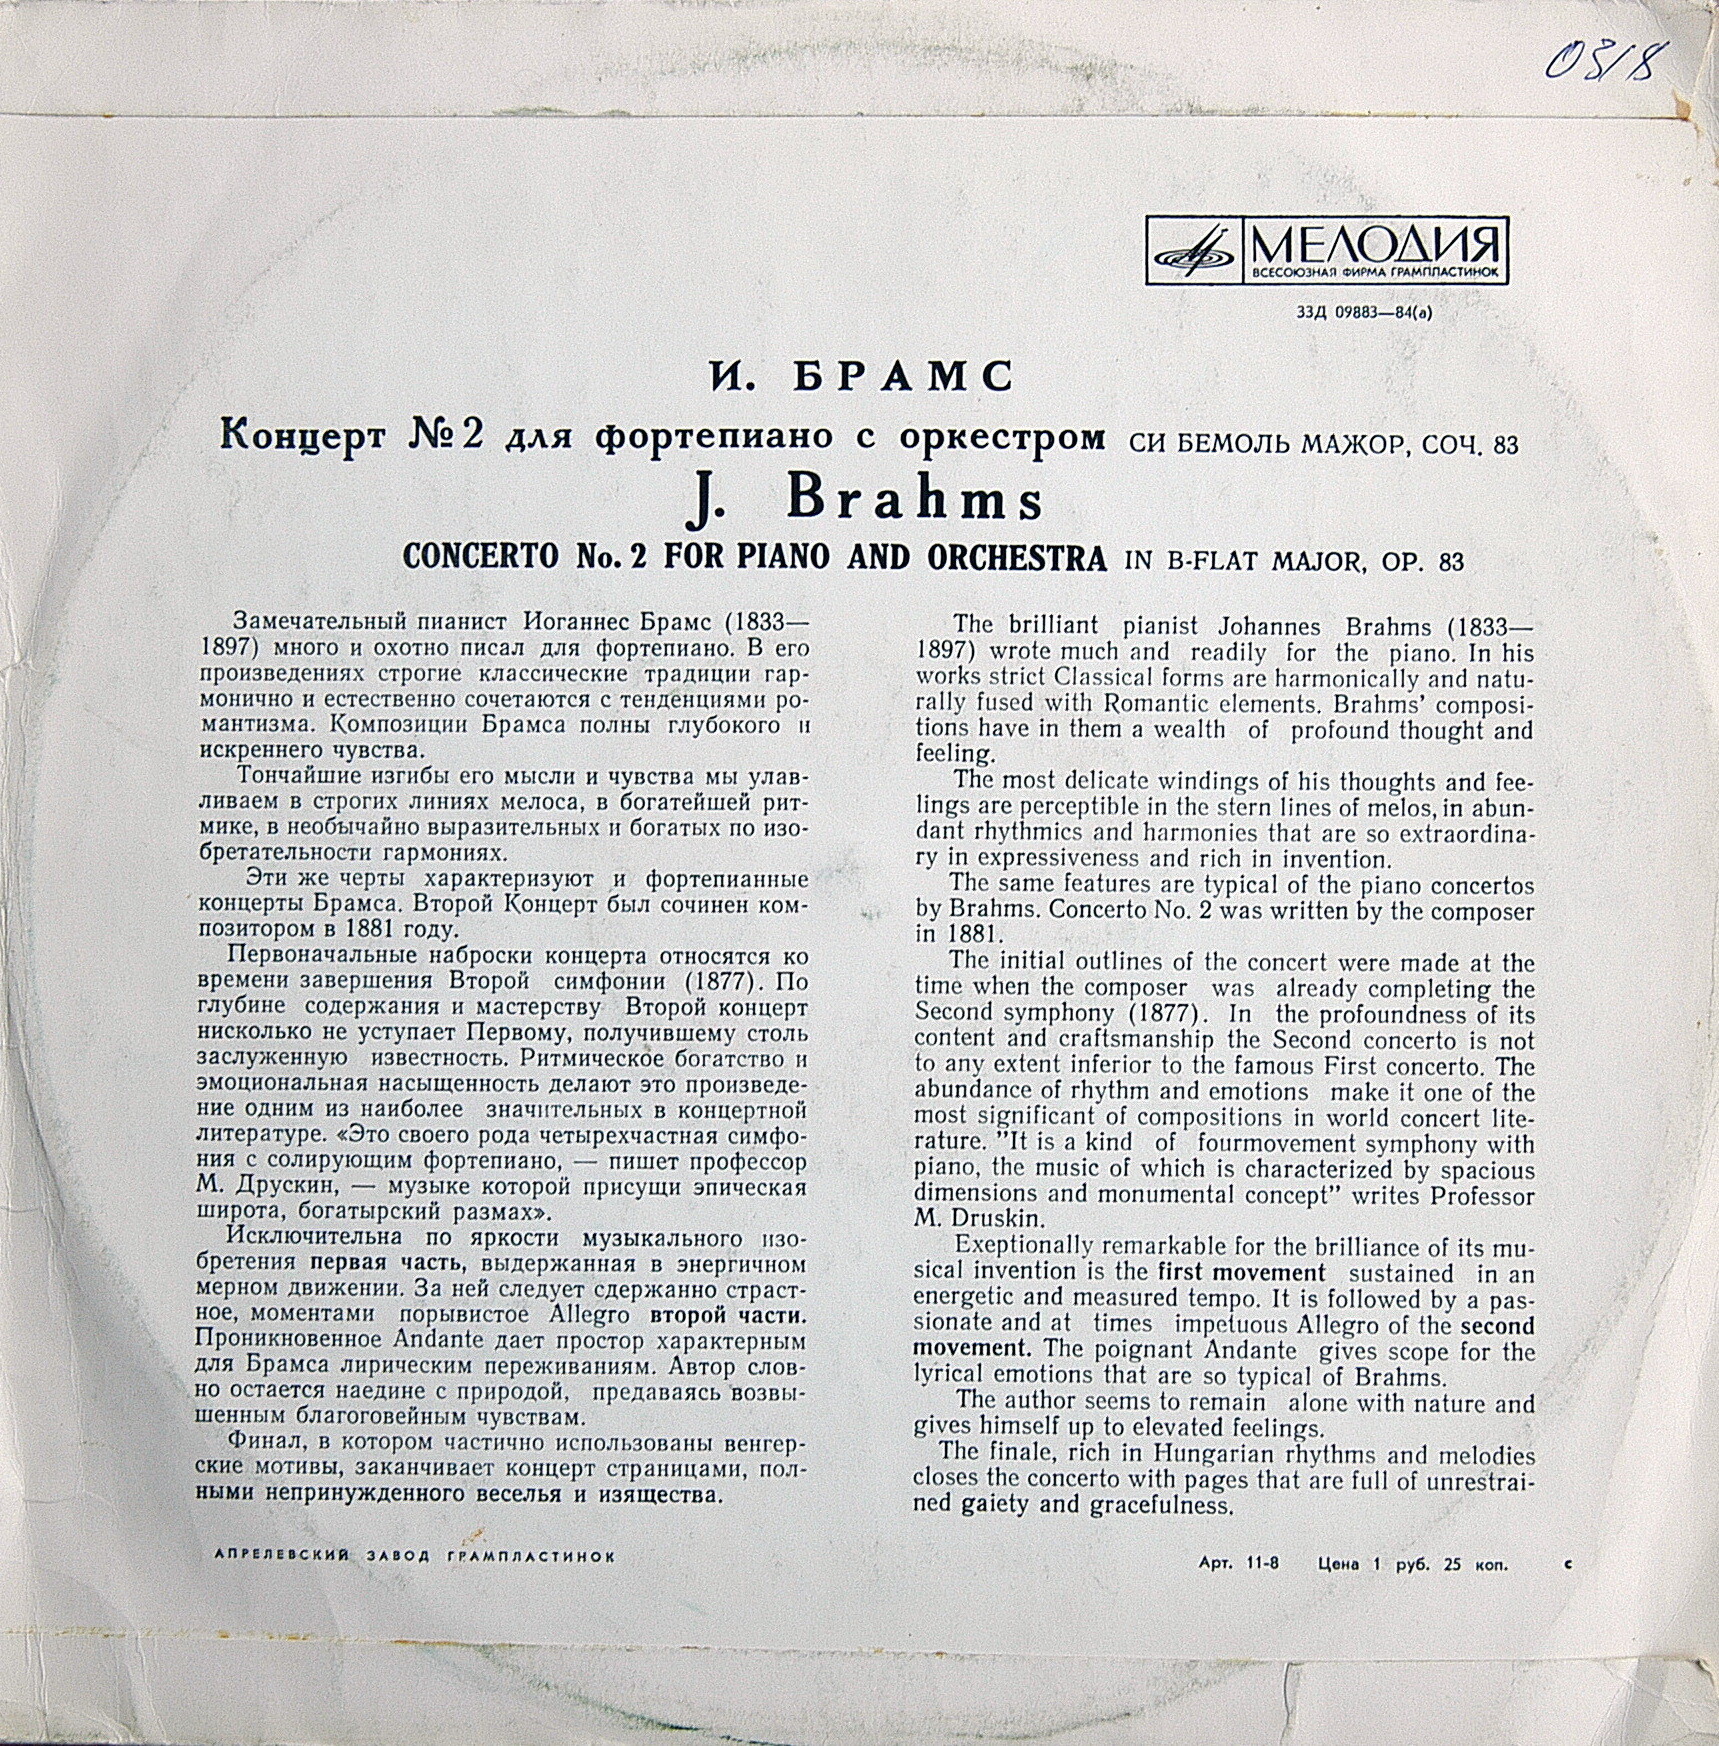 0318
МЕЛОДИЯ
ВСЕСОЮЗНАЯ ФИРМА ГРАМПЛАСТИНОК
33Д 09883—84(а)
И. БРАМС
Концерт № 2 для фортепиано с оркестром СИ БЕМОЛЬ МАЖОР, СОЧ. 83
J. Brahms
CONCERTO No. 2 FOR PIANO AND ORCHESTRA IN B-FLAT MAJOR, OP. 83
Замечательный пианист Иоганнес Брамс (1833—
1897) много и охотно писал для фортепиано. В его
произведениях строгие классические традиции гар-
монично и естественно сочетаются с тенденциями ро-
мантизма. Композиции Брамса полны глубокого и
искреннего чувства.
Тончайшие изгибы его мысли и чувства мы улав-
ливаем в строгих линиях мелоса, в богатейшей рит-
мике, в необычайно выразительных и богатых по изо-
бретательности гармониях.
Эти же черты характеризуют и фортепианные
концерты Брамса. Второй Концерт был сочинен ком-
позитором в 1881 году.
Первоначальные наброски концерта относятся ко
времени завершения Второй симфонии (1877). По
глубине содержания и мастерству Второй концерт
нисколько не уступает Первому, получившему столь
заслуженную известность. Ритмическое богатство и
эмоциональная насыщенность делают это произведе-
ние одним из наиболее значительных в концертной
литературе. «Это своего рода четырехчастная симфо-
ния с солирующим фортепиано, — пишет профессор
М. Друскин, — музыке которой присущи эпическая
широта, богатырский размах».
Исключительна по яркости музыкального изо-
бретения первая часть, выдержанная в энергичном
мерном движении. За ней следует сдержанно страст-
ное, моментами порывистое Allegro второй части.
Проникновенное Andante дает простор характерным
для Брамса лирическим переживаниям. Автор слов-
но остается наедине с природой, предаваясь возвы-
шенным благоговейным чувствам.
Финал, в котором частично использованы венгер-
ские мотивы, заканчивает концерт страницами, пол-
ными непринужденного веселья и изящества.
The brilliant pianist Johannes Brahms (1833—
1897) wrote much and readily for the piano. In his
works strict Classical forms are harmonically and natu-
rally fused with Romantic elements. Brahms’ composi-
tions have in them a wealth of profound thought and
feeling.
The most delicate windings of his thoughts and fee-
lings are perceptible in the stern lines of melos, in abun-
dant rhythmics and harmonies that are so extraordina-
ry in expressiveness and rich in invention.
The same features are typical of the piano concertos
by Brahms. Concerto No. 2 was written by the composer
in 1881.
The initial outlines of the concert were made at the
time when the composer was already completing the
Second symphony (1877). In the profoundness of its
content and craftsmanship the Second concerto is not
to any extent inferior to the famous First concerto. The
abundance of rhythm and emotions make it one of the
most significant of compositions in world concert lite-
rature. ”It is a kind of fourmovement symphony with
piano, the music of which is characterized by spacious
dimensions and monumental concept” writes Professor
M. Druskin.
Exeptionally remarkable for the brilliance of its mu-
sical invention is the first movement sustained in an
energetic and measured tempo. It is followed by a pas-
sionate and at times impetuous Allegro of the second
movement. The poignant Andante gives scope for the
lyrical emotions that are so typical of Brahms.
The author seems to remain alone with nature and
gives himself up to elevated feelings.
The finale, rich in Hungarian rhythms and melodies
closes the concerto with pages that are full of unrestrai-
ned gaiety and gracefulness.
АПРЕЛЕВСКИЙ ЗАВОД ГРАМПЛАСТИНОК
Арт. 11-8 Цена 1 руб. 25 коп. с